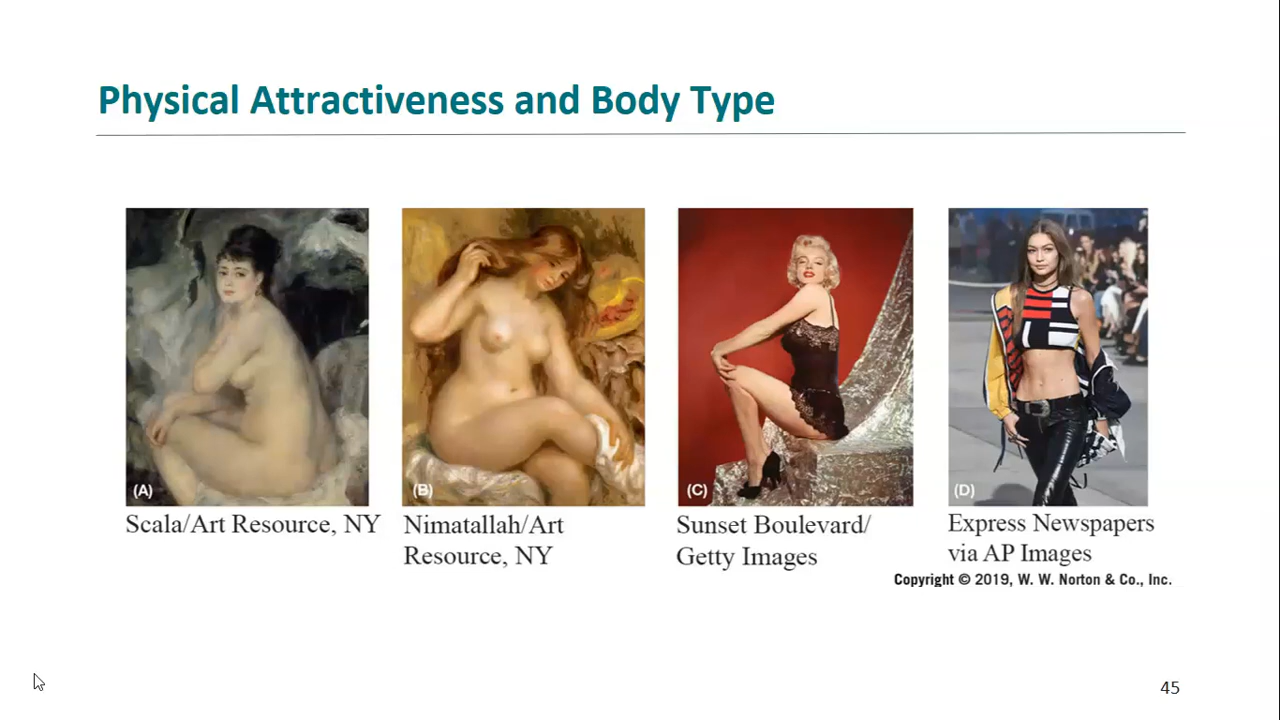 Physical Attractiveness and Body Type
(A)
(B)
(C)
(D)
Scala/Art Resource, NY
Nimatallah/Art
Resource, NY
Sunset Boulevard/
Getty Images
Express Newspapers
via AP Images
Copyright © 2019, W. W. Norton & Co., Inc.
45